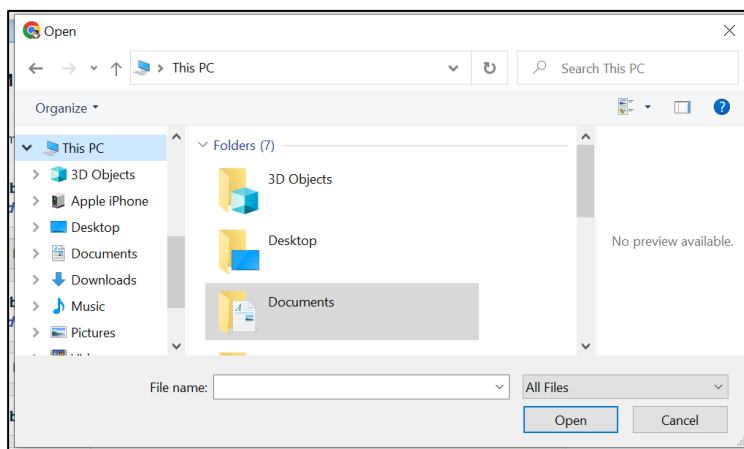 Open
This PC
Search This PC
Organize
This PC
3D Objects
Apple iPhone
Desktop
Documents
Downloads
Music
Pictures
Folders (7)
3D Objects
Desktop
Documents
No preview available.
File name:
All Files
Open
Cancel